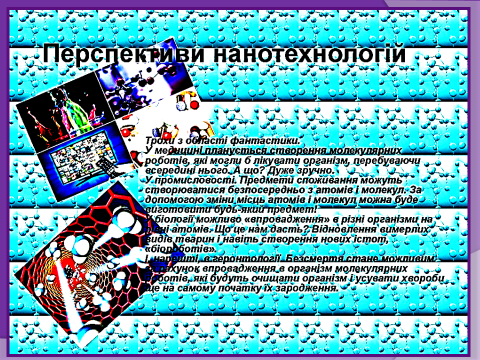 Перспективи нанотехнологій
Трохи з області фантастики.
У медицині планується створення молекулярних
роботів, які могли б лікувати організм, перебуваючи
всередині нього. А що? Дуже зручно.
У промисловості. Предмети споживання можуть
створюватися безпосередньо з атомів і молекул. За
допомогою зміни місць атомів і молекул можна буде
виготовити будь-який предмет!
У біології можливо «впровадження» в різні організми на
рівні атомів. Що це нам дасть? Відновлення вимерлих
видів тварин і навіть створення нових істот,
«біороботів».
І, нарешті, в геронтології. Безсмертя стане можливим
за рахунок впровадження в організм молекулярних
роботів, які будуть очищати організм і усувати хвороби
ще на самому початку їх зародження.